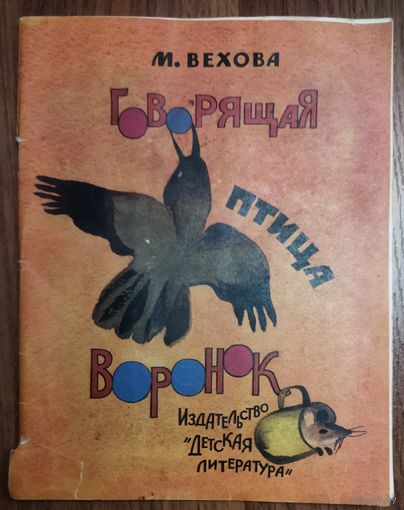 М. ВЕХОВА
ГОВОРЯЩАЯ
ПТИЦА
ВОРОНОК
ИЗДАТЕЛЬСТВО
"ДЕТСКАЯ
ЛИТЕРАТУРА"